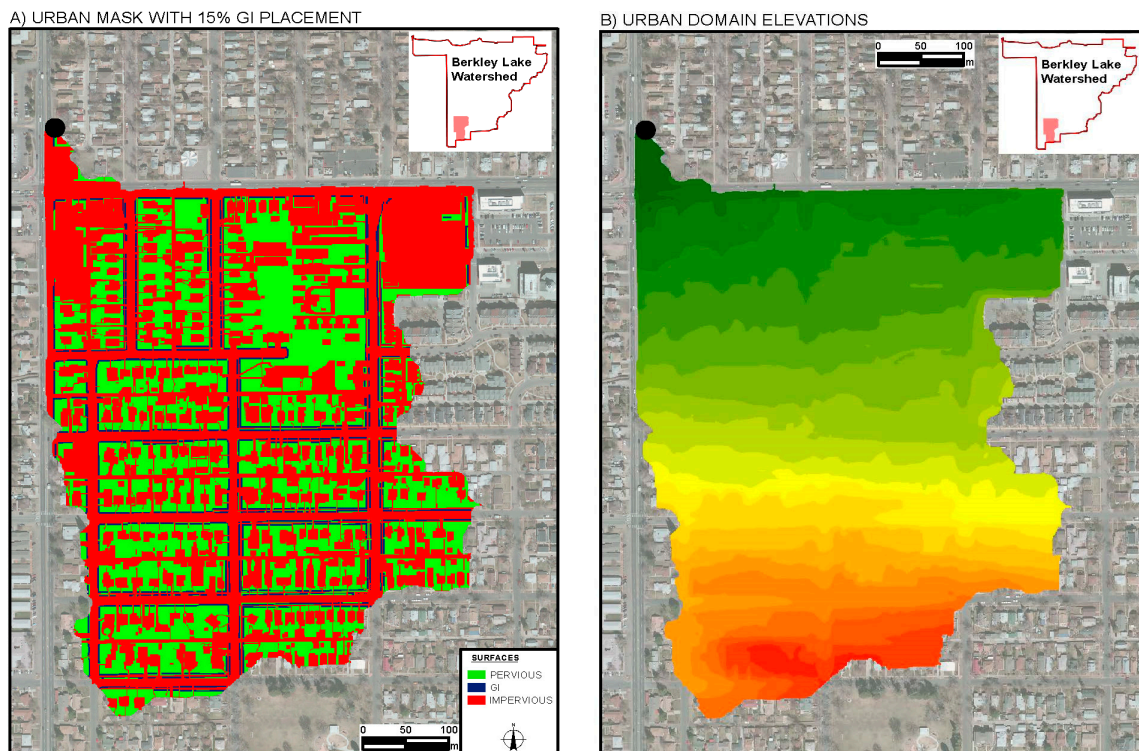 A) URBAN MASK WITH 15% GI PLACEMENT
Berkley Lake
Watershed
SURFACES
PERVIOUS
GI
IMPERVIOUS
0 50 100
m
N
B) URBAN DOMAIN ELEVATIONS
0 50 100
m
Berkley Lake
Watershed